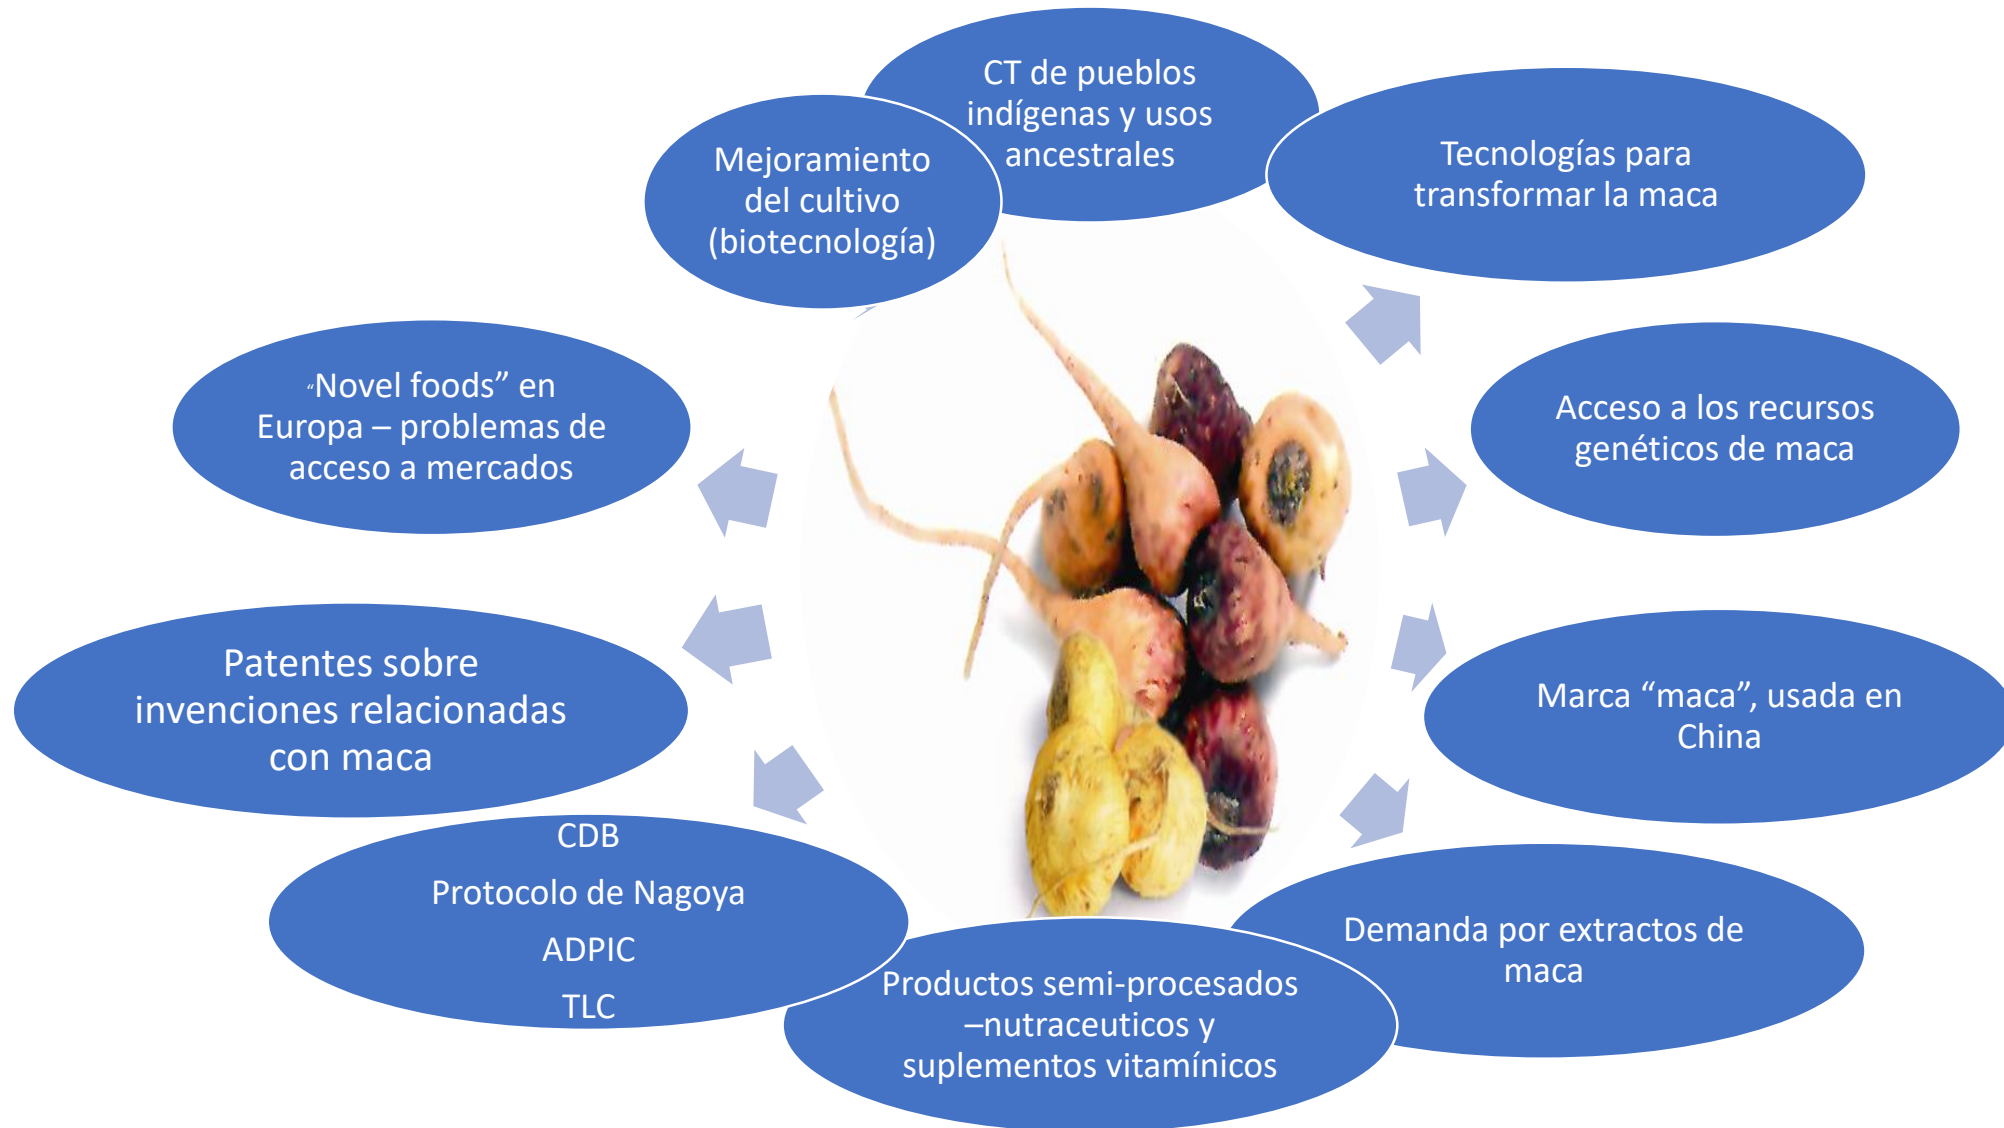 CT de pueblos
indígenas y usos
ancestrales
Tecnologías para
transformar la maca
Acceso a los recursos
genéticos de maca
Marca “maca”, usada en
China
Demanda por extractos de
maca
Productos semi-procesados
–nutraceuticos y
suplementos vitamínicos
CDB
Protocolo de Nagoya
ADPIC
TLC
Patentes sobre
invenciones relacionadas
con maca
“Novel foods” en
Europa – problemas de
acceso a mercados
Mejoramiento
del cultivo
(biotecnología)